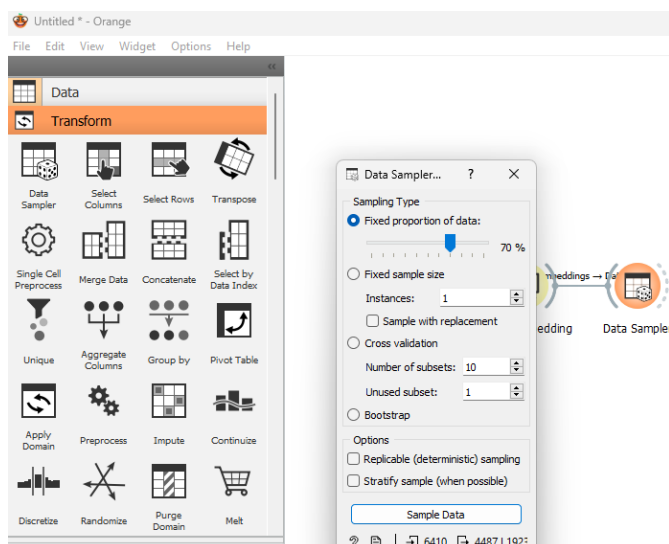 Untitled * - Orange
File Edit View Widget Options Help
Data
Transform
Data Sampler
Select Columns
Select Rows
Transpose
Single Cell Preprocess
Merge Data
Concatenate
Select by Data Index
Unique
Aggregate Columns
Group by
Pivot Table
Apply Domain
Preprocess
Impute
Continuize
Discretize
Randomize
Purge Domain
Melt
Data Sampler... ? ×
Sampling Type
Fixed proportion of data:
70 %
Fixed sample size
Instances: 1
Sample with replacement
Cross validation
Number of subsets: 10
Unused subset: 1
Bootstrap
Options
Replicable (deterministic) sampling
Stratify sample (when possible)
Sample Data
6410 4487 | 192
eddings →
edding
Data Sample